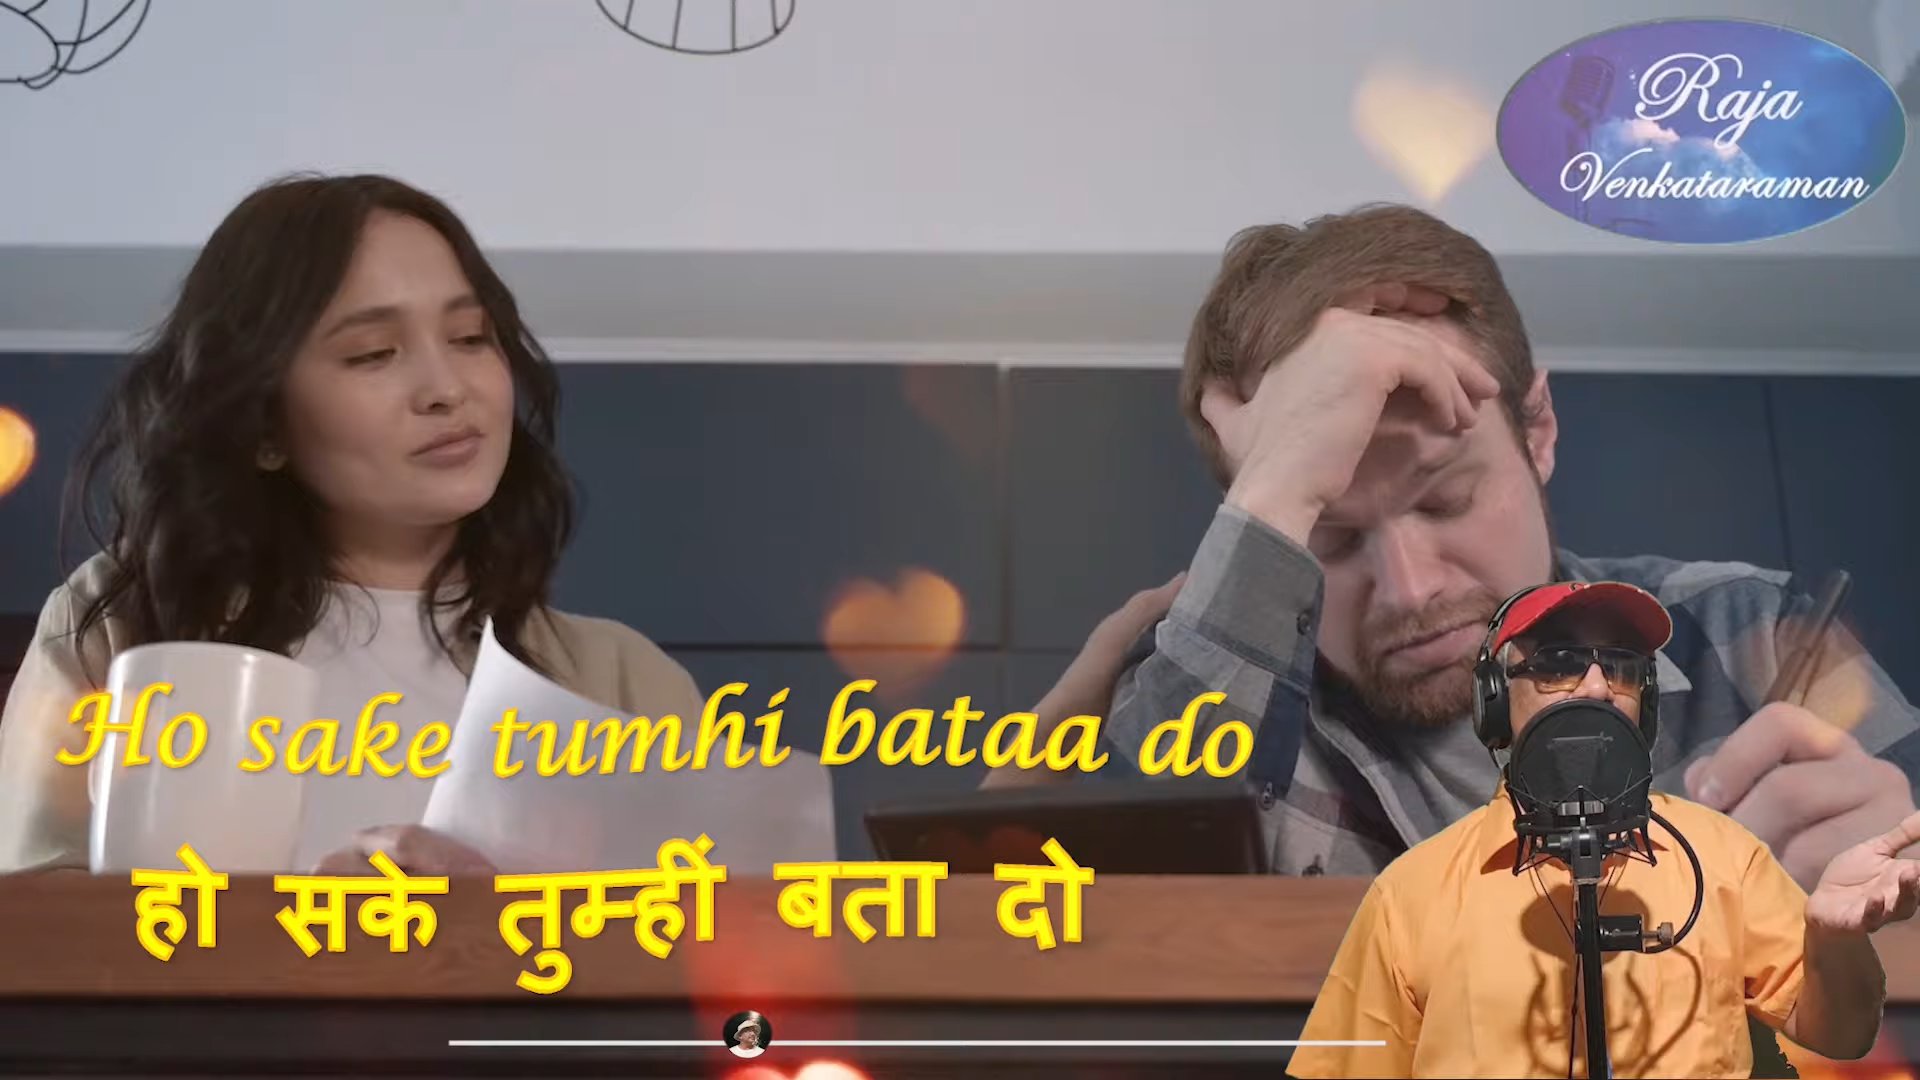 Raja
Venkataraman
Ho sake tumhi bataa do
हो सके तुम्हीं बता दो